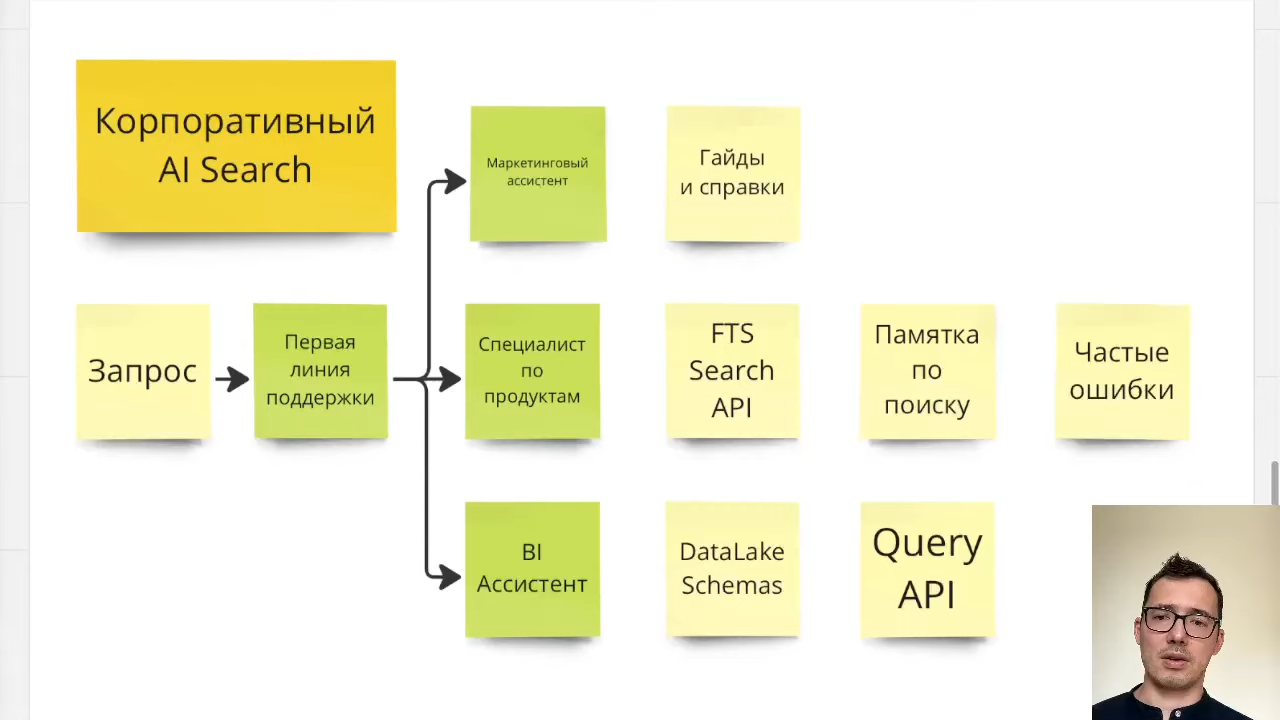 Корпоративный
AI Search
Маркетинговый
ассистент
Гайды
и справки
Запрос
Первая
линия
поддержки
Специалист
по
продуктам
FTS
Search
API
Памятка
по
поиску
Частые
ошибки
BI
Ассистент
DataLake
Schemas
Query
API